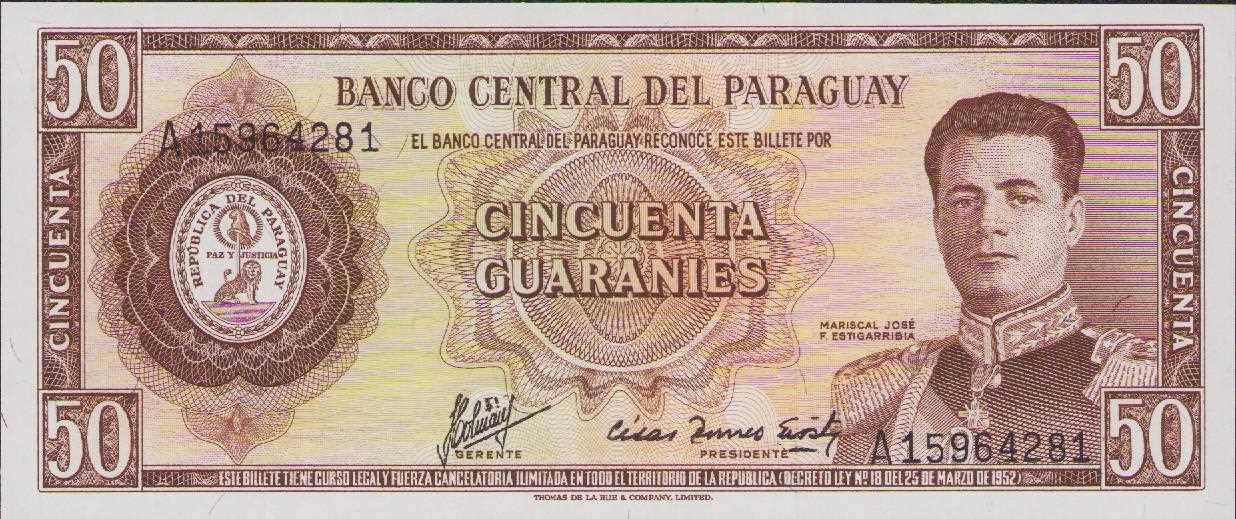 50
50
BANCO CENTRAL DEL PARAGUAY
A15964281
EL BANCO CENTRAL DEL PARAGUAY RECONOCE ESTE BILLETE POR
CINCUENTA
CINCUENTA
REPÚBLICA DEL PARAGUAY
PAZ Y JUSTICIA
CINCUENTA
GUARANIES
MARISCAL JOSÉ
F. ESTIGARRIBIA
50
50
GERENTE
César
PRESIDENTE
A15964281
ESTE BILLETE TIENE CURSO LEGAL Y FUERZA CANCELATORIA ILIMITADA EN TODO EL TERRITORIO DE LA REPUBLICA (DECRETO LEY Nº 18 DEL 25 DE MARZO DE 1952)
THOMAS DE LA RUE & COMPANY, LIMITED.